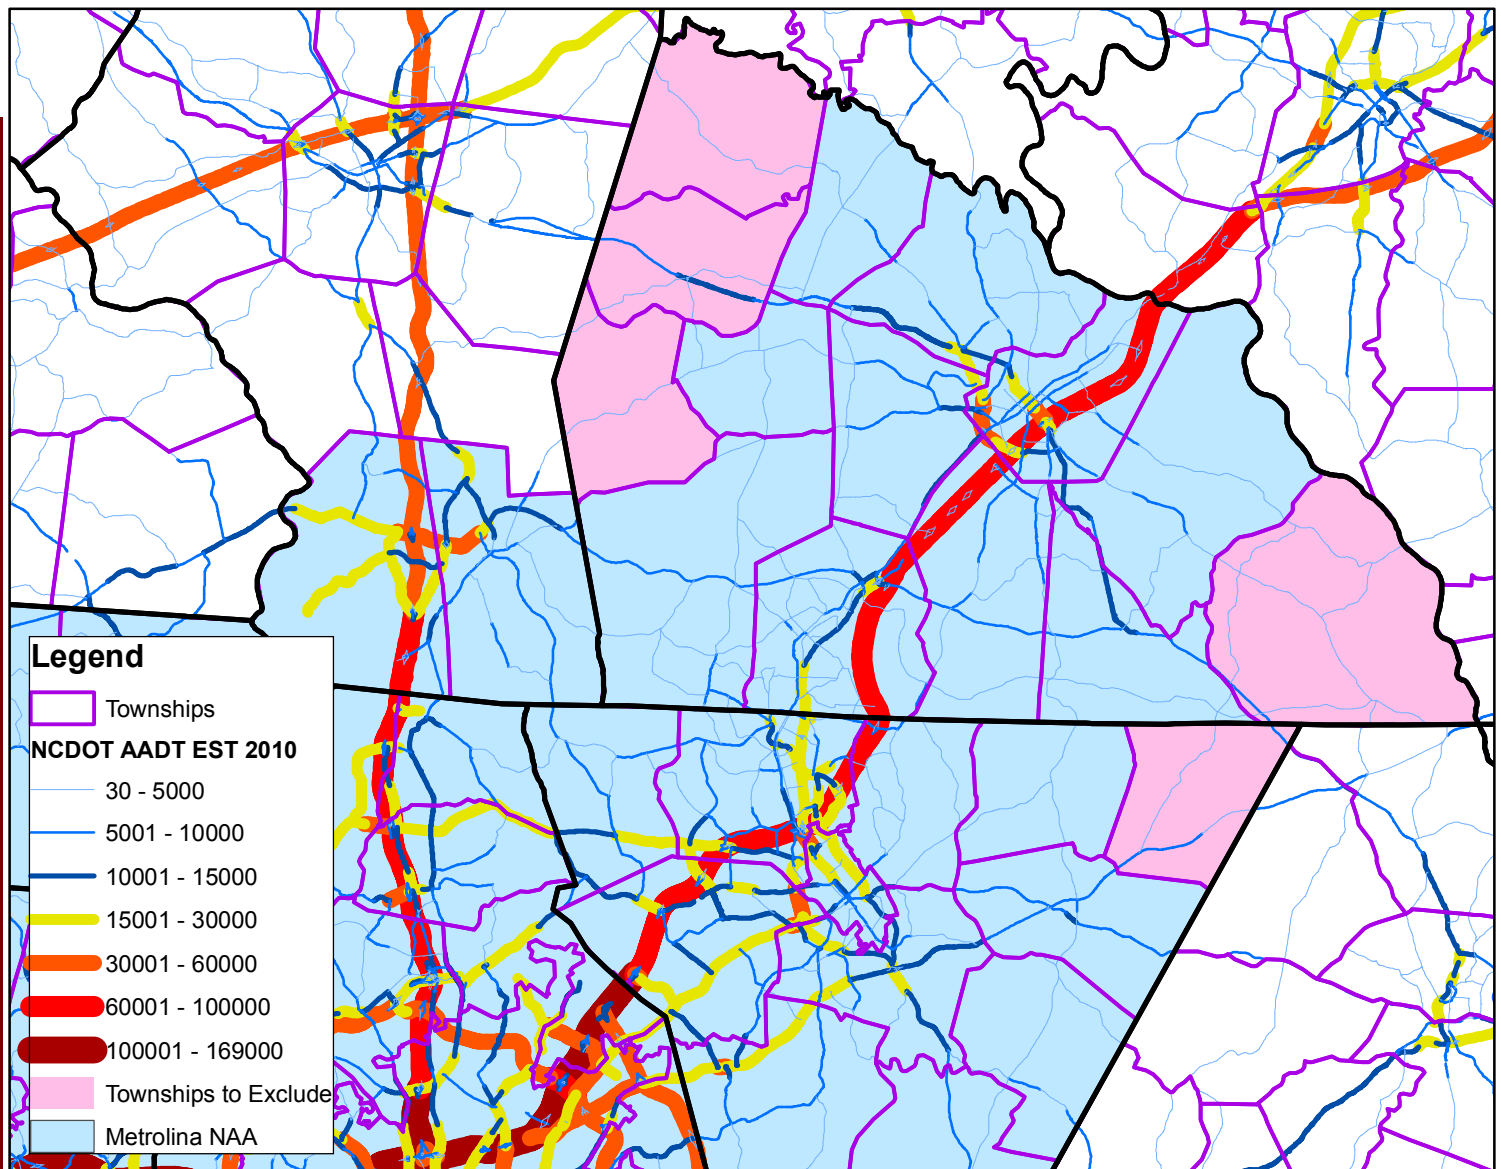 Legend
Townships
NCDOT AADT EST 2010
30 - 5000
5001 - 10000
10001 - 15000
15001 - 30000
30001 - 60000
60001 - 100000
100001 - 169000
Townships to Exclude
Metrolina NAA